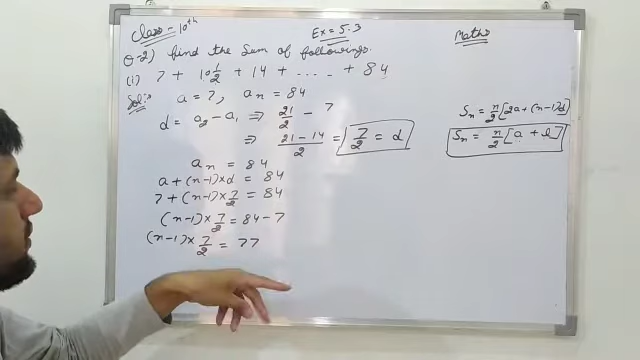 Class - 10th
Ex = 5.3
Maths
Q-2) find the Sum of followings.
(i) 7 + 10 1/2 + 14 + ..... + 84
Sol:- a = 7, an = 84
d = a2 - a1 ⇒ 21/2 - 7
⇒ (21 - 14)/2 = 7/2 = d
an = 84
a + (n-1) × d = 84
7 + (n-1) × 7/2 = 84
(n-1) × 7/2 = 84 - 7
(n-1) × 7/2 = 77
Sn = n/2 [2a + (n-1) d]
Sn = n/2 [a + l]